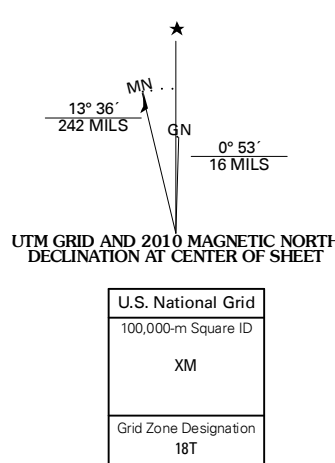 MN
13° 36´
242 MILS
GN
0° 53´
16 MILS
UTM GRID AND 2010 MAGNETIC NORTH
DECLINATION AT CENTER OF SHEET
U.S. National Grid
100,000-m Square ID
XM
Grid Zone Designation
18T